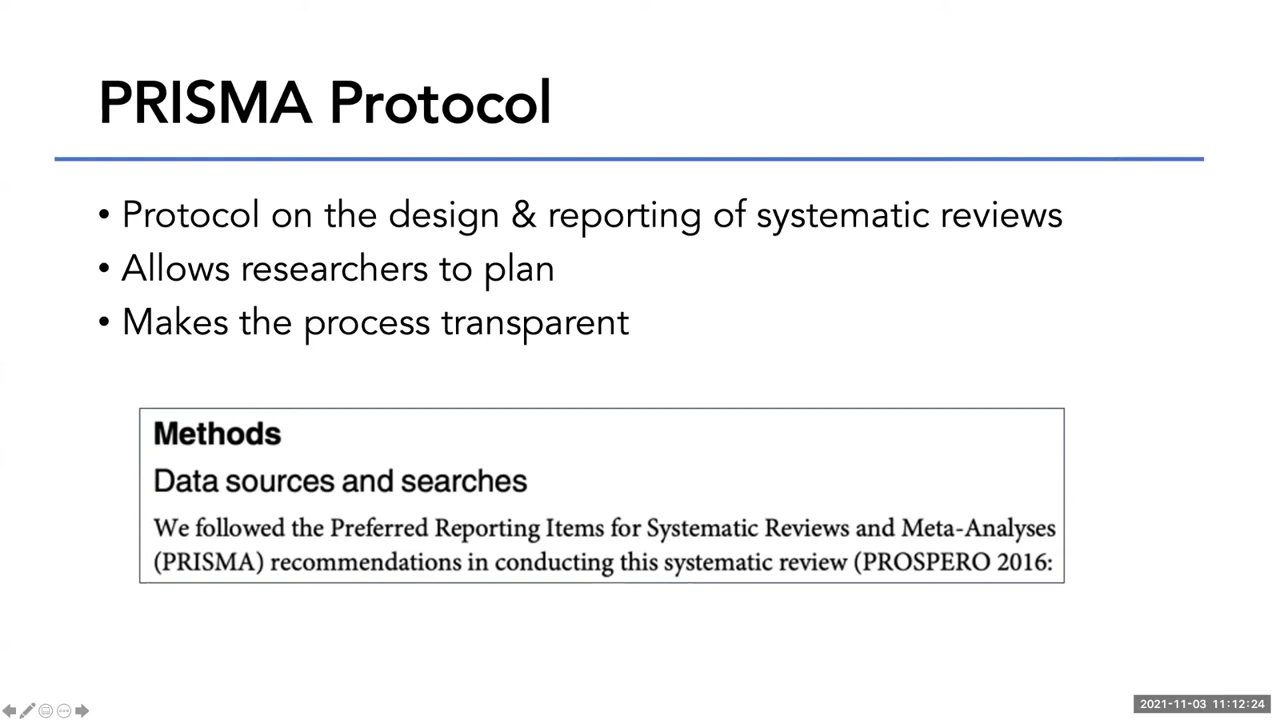 PRISMA Protocol
• Protocol on the design & reporting of systematic reviews
• Allows researchers to plan
• Makes the process transparent
Methods
Data sources and searches
We followed the Preferred Reporting Items for Systematic Reviews and Meta-Analyses
(PRISMA) recommendations in conducting this systematic review (PROSPERO 2016:
2021-11-03 11:12:24